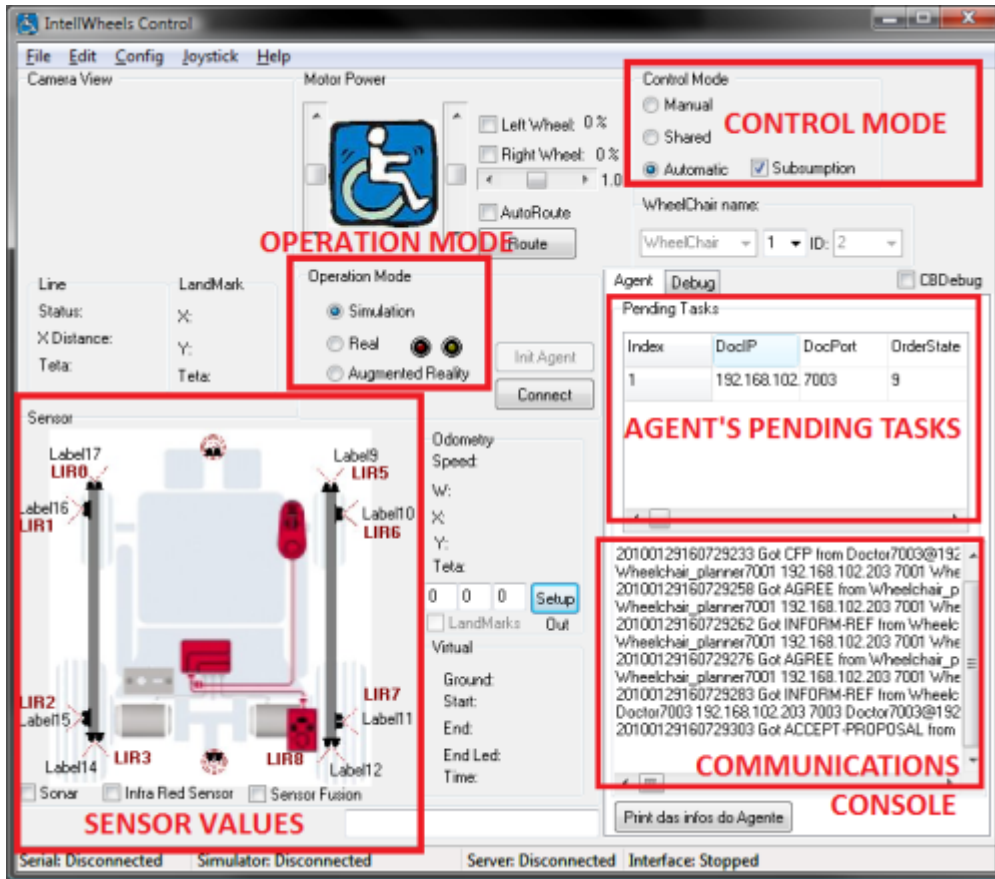 IntellWheels Control
File Edit Config Joystick Help
Camera View
Motor Power
Left Wheel: 0 %
Right Wheel: 0 %
1.0
AutoRoute
Route
Control Mode
Manual
Shared
Automatic Subsumption
CONTROL MODE
WheelChair name:
WheelChair 1 ID: 2
OPERATION MODE
Line
Status:
X Distance:
Teta:
LandMark
X:
Y:
Teta:
Operation Mode
Simulation
Real
Augmented Reality
Init Agent
Connect
Agent Debug CBDebug
Pending Tasks
Index DocIP DocPort OrderState
1 192.168.102. 7003 9
AGENT'S PENDING TASKS
Sensor
Label17 Label9
LIR0 LIR5
Label16 Label10
LIR1 LIR6
LIR2 LIR7
Label15 Label11
LIR3 LIR8
Label14 Label12
Sonar Infra Red Sensor Sensor Fusion
SENSOR VALUES
Odometry
Speed:
W:
X:
Y:
Teta:
0 0 0 Setup
LandMarks Out
Virtual
Ground:
Start:
End:
End Led:
Time:
20100129160729233 Got CFP from Doctor7003@192
Wheelchair_planner7001 192.168.102.203 7001 Whe
20100129160729258 Got AGREE from Wheelchair_p
Wheelchair_planner7001 192.168.102.203 7001 Whe
20100129160729262 Got INFORM-REF from Wheelc
Wheelchair_planner7001 192.168.102.203 7001 Whe
20100129160729276 Got AGREE from Wheelchair_p
Wheelchair_planner7001 192.168.102.203 7001 Whe
20100129160729283 Got INFORM-REF from Wheelc
Doctor7003 192.168.102.203 7003 Doctor7003@192
20100129160729303 Got ACCEPT-PROPOSAL from
COMMUNICATIONS
CONSOLE
Print das infos do Agente
Serial: Disconnected Simulator: Disconnected Server: Disconnected Interface: Stopped